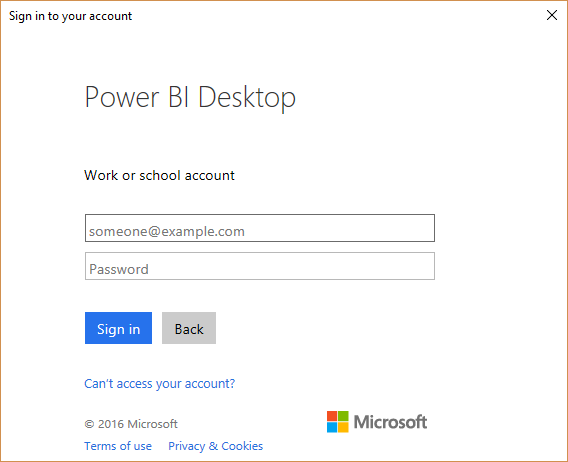 Sign in to your account
Power BI Desktop
Work or school account
someone@example.com
Password
Sign in Back
Can't access your account?
© 2016 Microsoft
Microsoft
Terms of use Privacy & Cookies